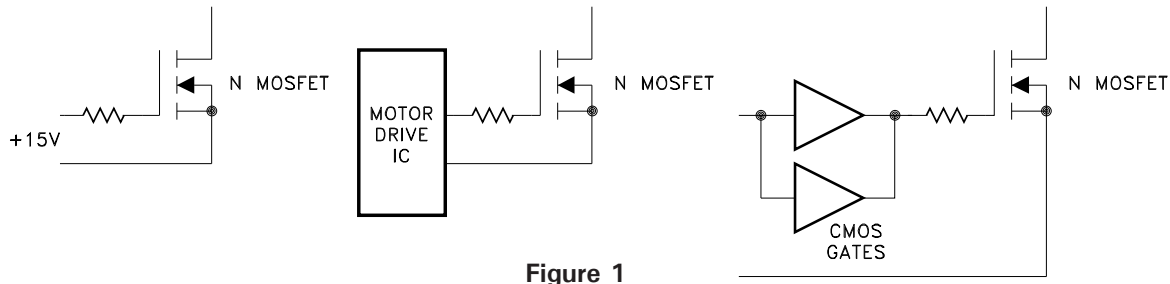 N MOSFET
+15V
MOTOR
DRIVE
IC
N MOSFET
N MOSFET
CMOS
GATES
Figure 1